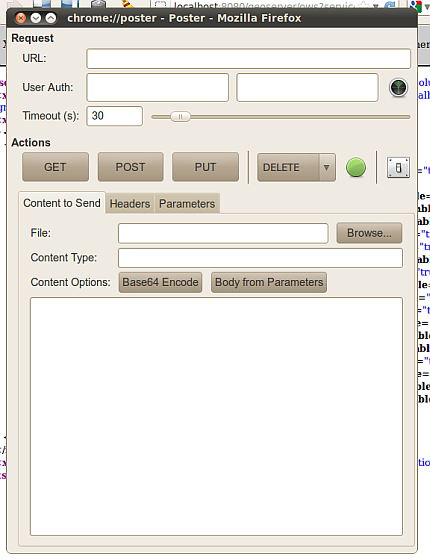 localhost:8080/geoserver/ows?servic
chrome://poster - Poster - Mozilla Firefox
Request
URL:
User Auth:
Timeout (s): 30
Actions
GET POST PUT DELETE
Content to Send Headers Parameters
File: Browse...
Content Type:
Content Options: Base64 Encode Body from Parameters